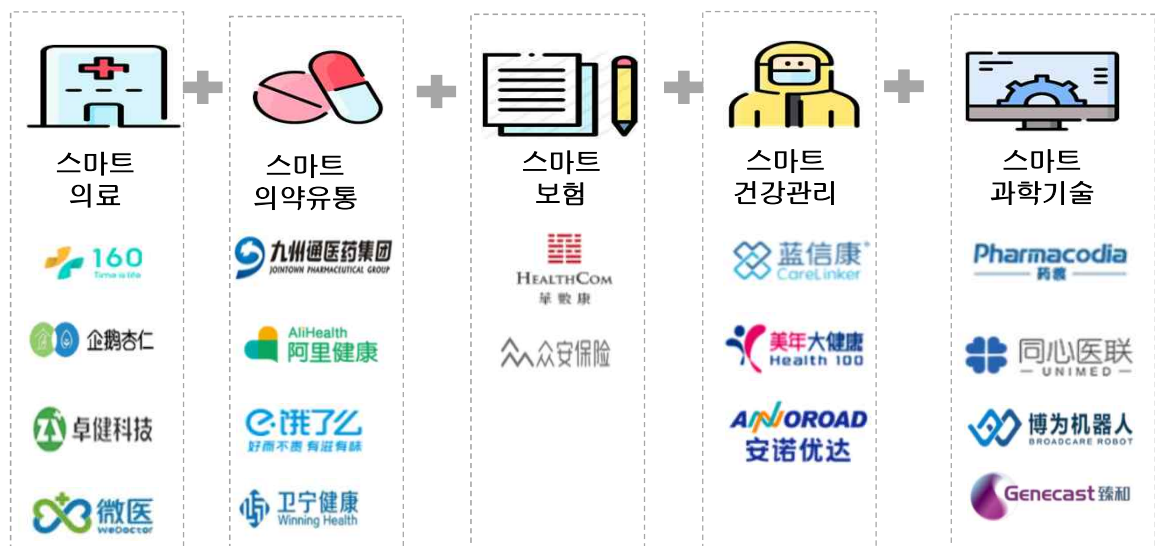 스마트
의료
160
Time is life
企鹅杏仁
卓健科技
微医
WeDoctor
스마트
의약유통
九州通医药集团
JOINTOWN PHARMACEUTICAL GROUP
AliHealth
阿里健康
饿了么
好而不贵 有滋有味
卫宁健康
Winning Health
스마트
보험
HEALTHCOM
華數康
众安保险
스마트
건강관리
蓝信康
CareLinker
美年大健康
Health 100
ANNOROAD
安诺优达
스마트
과학기술
Pharmacodia
药渡
同心医联
UNIMED
博为机器人
BROADCARE ROBOT
Genecast 臻和